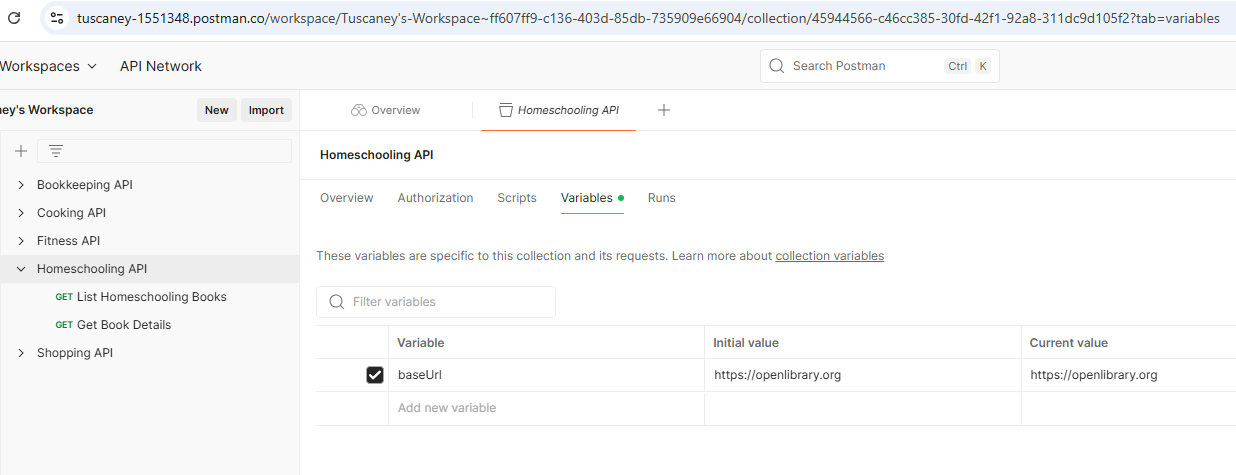 tuscaney-1551348.postman.co/workspace/Tuscaney's-Workspace~ff607ff9-c136-403d-85db-735909e66904/collection/45944566-c46cc385-30fd-42f1-92a8-311dc9d105f2?tab=variables
Workspaces API Network Search Postman Ctrl K
ney's Workspace New Import Overview Homeschooling API
Homeschooling API
Bookkeeping API
Cooking API
Fitness API
Homeschooling API
GET List Homeschooling Books
GET Get Book Details
Shopping API
Overview Authorization Scripts Variables Runs
These variables are specific to this collection and its requests. Learn more about collection variables
Filter variables
Variable Initial value Current value
baseUrl https://openlibrary.org https://openlibrary.org
Add new variable